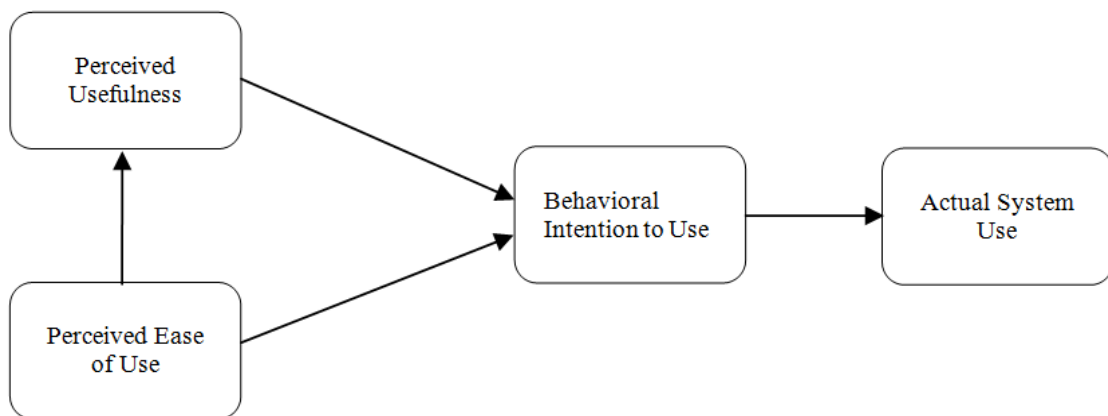 Perceived
Usefulness
Behavioral
Intention to Use
Actual System
Use
Perceived Ease
of Use